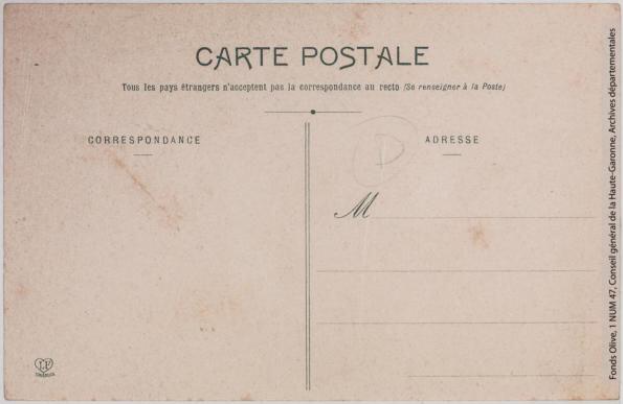 CARTE POSTALE
Tous les pays étrangers n'acceptent pas la correspondance au recto (Se renseigner à la Poste)
CORRESPONDANCE
ADRESSE
D
M
Fonds Olive, 1 NUM 47, Conseil général de la Haute-Garonne, Archives départementales